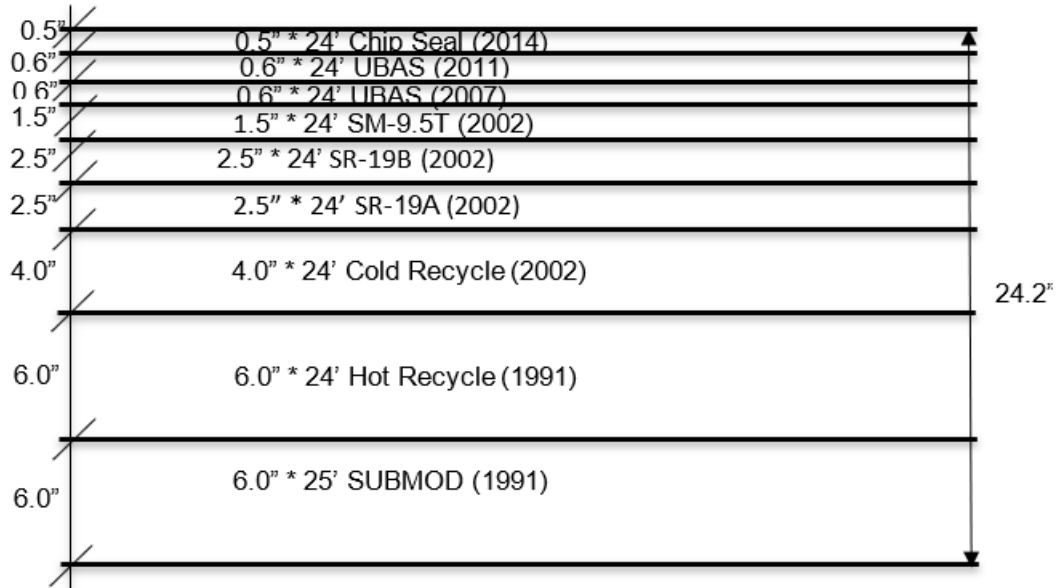 0.5”
0.5” * 24’ Chip Seal (2014)
0.6”
0.6” * 24’ UBAS (2011)
0.6”
0.6” * 24’ UBAS (2007)
1.5”
1.5” * 24’ SM-9.5T (2002)
2.5”
2.5” * 24’ SR-19B (2002)
2.5”
2.5” * 24’ SR-19A (2002)
4.0”
4.0” * 24’ Cold Recycle (2002)
24.2”
6.0”
6.0” * 24’ Hot Recycle (1991)
6.0”
6.0” * 25’ SUBMOD (1991)